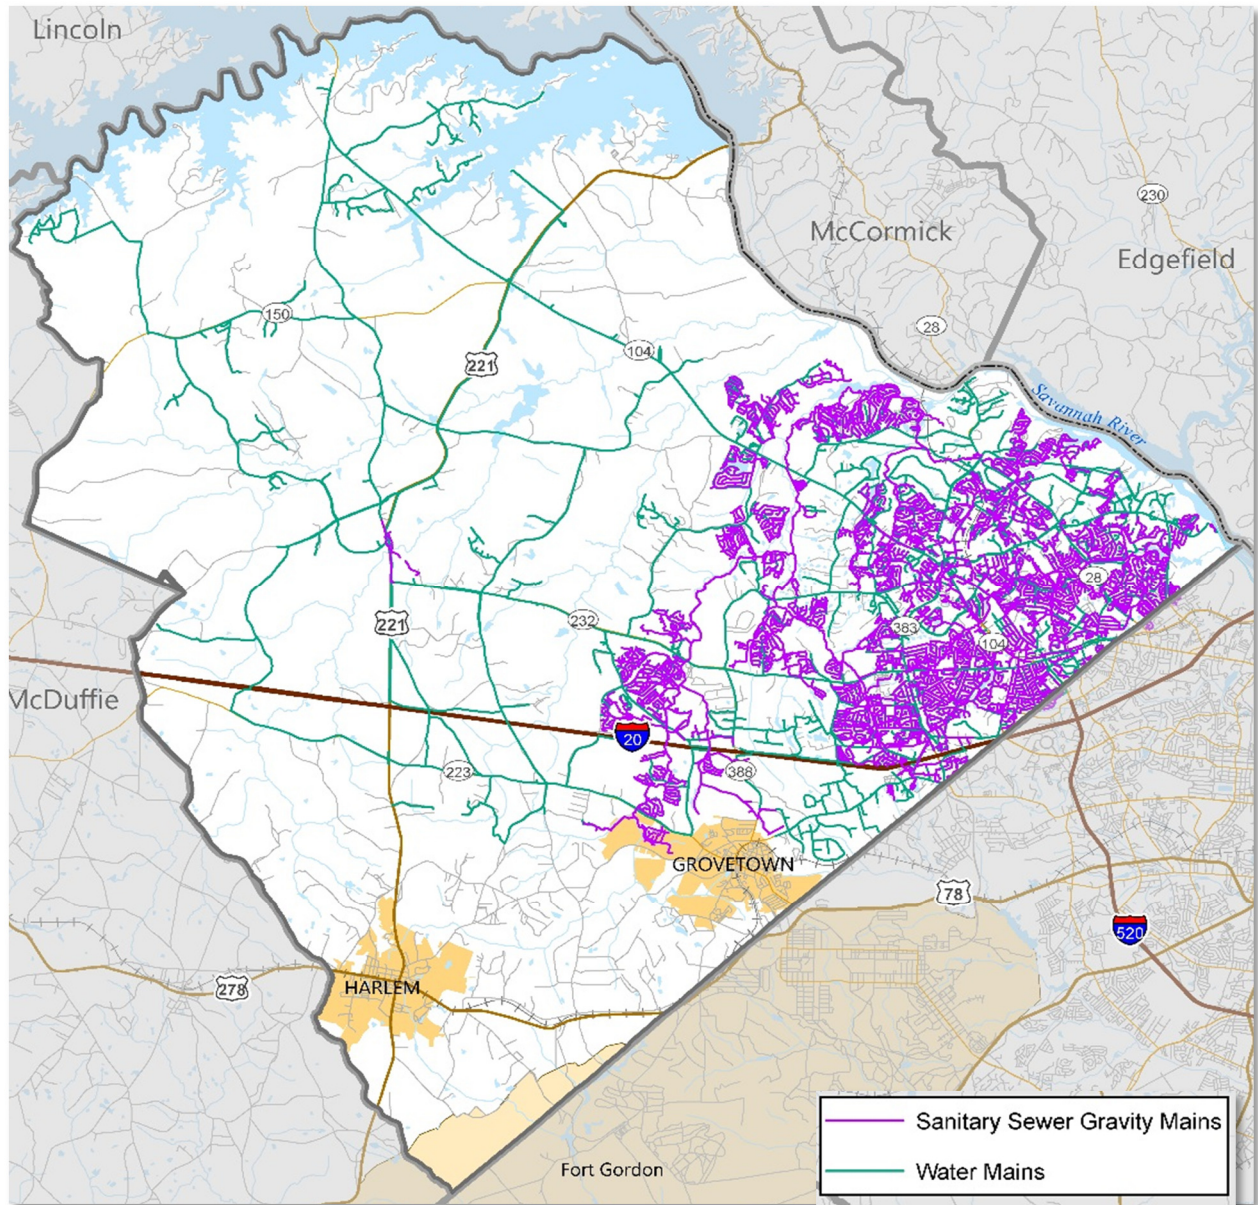 Lincoln
McCormick
230
Edgefield
150
28
221
104
Savannah River
28
232
221
383
104
McDuffie
20
223
388
GROVETOWN
78
520
HARLEM
278
Sanitary Sewer Gravity Mains
Water Mains
Fort Gordon